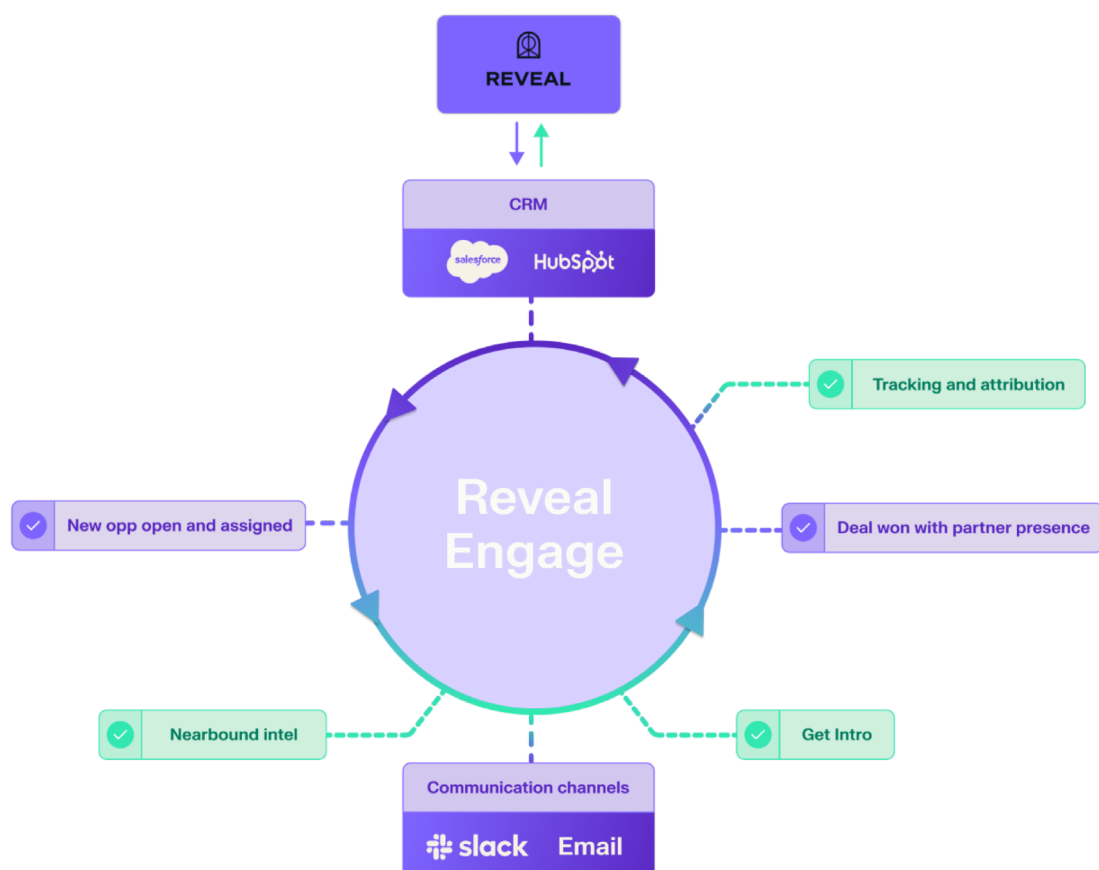 REVEAL
CRM
salesforce
HubSpot
Tracking and attribution
Reveal
Engage
New opp open and assigned
Deal won with partner presence
Nearbound intel
Get Intro
Communication channels
slack
Email